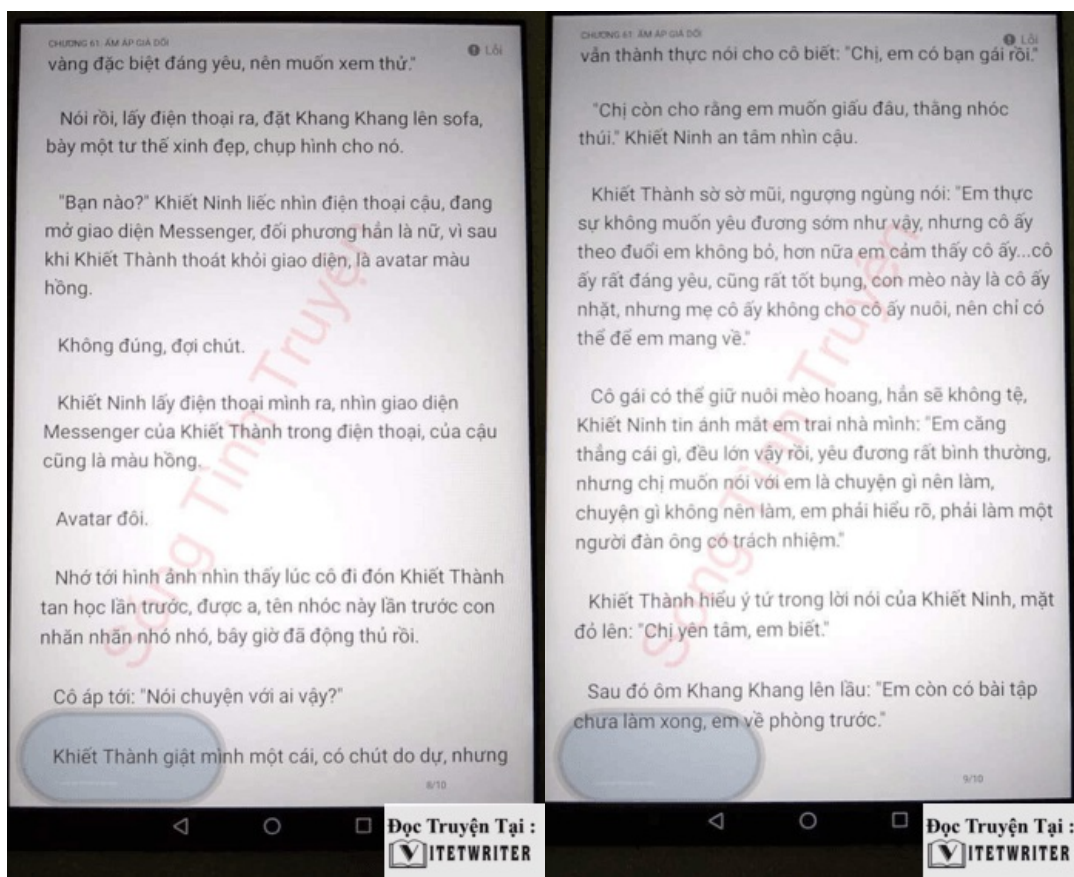 CHƯƠNG 61: ẤM ÁP GIẢ DỐI
Lỗi
vàng đặc biệt đáng yêu, nên muốn xem thử."
Nói rồi, lấy điện thoại ra, đặt Khang Khang lên sofa,
bày một tư thế xinh đẹp, chụp hình cho nó.
"Bạn nào?" Khiết Ninh liếc nhìn điện thoại cậu, đang
mở giao diện Messenger, đối phương hẳn là nữ, vì sau
khi Khiết Thành thoát khỏi giao diện, là avatar màu
hồng.
Không đúng, đợi chút.
Khiết Ninh lấy điện thoại mình ra, nhìn giao diện
Messenger của Khiết Thành trong điện thoại, của cậu
cũng là màu hồng.
Avatar đôi.
Nhớ tới hình ảnh nhìn thấy lúc cô đi đón Khiết Thành
tan học lần trước, được a, tên nhóc này lần trước con
nhăn nhăn nhó nhó, bây giờ đã động thủ rồi.
Cô áp tới: "Nói chuyện với ai vậy?"
Khiết Thành giật mình một cái, có chút do dự, nhưng
8/10
Sóng Tình Truyện
Đọc Truyện Tại :
VITETWRITER
CHƯƠNG 61: ẤM ÁP GIẢ DỐI
Lỗi
vẫn thành thực nói cho cô biết: "Chị, em có bạn gái rồi."
"Chị còn cho rằng em muốn giấu đâu, thằng nhóc
thúi." Khiết Ninh an tâm nhìn cậu.
Khiết Thành sờ sờ mũi, ngượng ngùng nói: "Em thực
sự không muốn yêu đương sớm như vậy, nhưng cô ấy
theo đuổi em không bỏ, hơn nữa em cảm thấy cô ấy...cô
ấy rất đáng yêu, cũng rất tốt bụng, con mèo này là cô ấy
nhặt, nhưng mẹ cô ấy không cho cô ấy nuôi, nên chỉ có
thể để em mang về."
Cô gái có thể giữ nuôi mèo hoang, hẳn sẽ không tệ,
Khiết Ninh tin ánh mắt em trai nhà mình: "Em căng
thẳng cái gì, đều lớn vậy rồi, yêu đương rất bình thường,
nhưng chị muốn nói với em là chuyện gì nên làm,
chuyện gì không nên làm, em phải hiểu rõ, phải làm một
người đàn ông có trách nhiệm."
Khiết Thành hiểu ý tứ trong lời nói của Khiết Ninh, mặt
đỏ lên: "Chị yên tâm, em biết."
Sau đó ôm Khang Khang lên lầu: "Em còn có bài tập
chưa làm xong, em về phòng trước."
9/10
Sóng Tình Truyện
Đọc Truyện Tại :
VITETWRITER